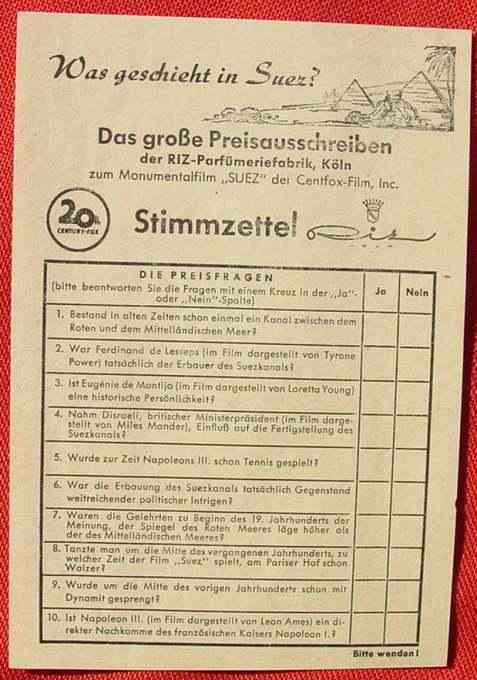 Was geschieht in Suez?
Das große Preisausschreiben
der RIZ-Parfümeriefabrik, Köln
zum Monumentalfilm „SUEZ" der Centfox-Film, Inc.
20th
CENTURY-FOX
Stimmzettel
Riz
DIE PREISFRAGEN
(bitte beantworten Sie die Fragen mit einem Kreuz in der „Ja"-
oder „Nein"-Spalte)
Ja
Nein
1. Bestand in alten Zeiten schon einmal ein Kanal zwischen dem
Roten und dem Mittelländischen Meer?
2. War Ferdinand de Lesseps (im Film dargestellt von Tyrone
Power) tatsächlich der Erbauer des Suezkanals?
3. Ist Eugénie de Montijo (im Film dargestellt von Loretta Young)
eine historische Persönlichkeit?
4. Nahm Disraeli, britischer Ministerpräsident (im Film darge-
stellt von Miles Mander), Einfluß auf die Fertigstellung des
Suezkanals?
5. Wurde zur Zeit Napoleons III. schon Tennis gespielt?
6. War die Erbauung des Suezkanals tatsächlich Gegenstand
weitreichender politischer Intrigen?
7. Waren die Gelehrten zu Beginn des 19. Jahrhunderts der
Meinung, der Spiegel des Roten Meeres läge höher als
der des Mittelländischen Meeres?
8. Tanzte man um die Mitte des vergangenen Jahrhunderts, zu
welcher Zeit der Film „Suez" spielt, am Pariser Hof schon
Walzer?
9. Wurde um die Mitte des vorigen Jahrhunderts schon mit
Dynamit gesprengt?
10. Ist Napoleon III. (im Film dargestellt von Leon Ames) ein di-
rekter Nachkomme des französischen Kaisers Napoleon I.?
Bitte wenden!